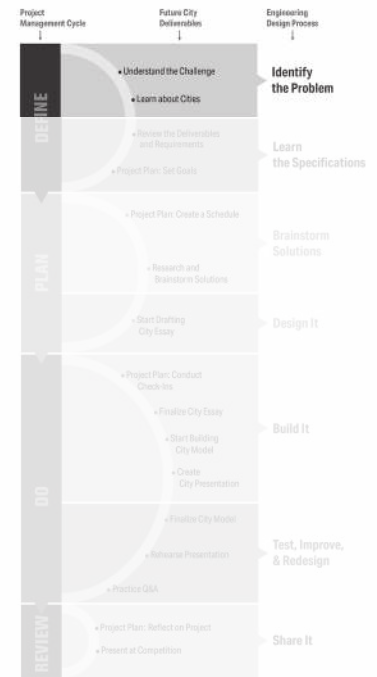 Project
Management Cycle
Future City
Deliverables
Engineering
Design Process
DEFINE
• Understand the Challenge
• Learn about Cities
Identify
the Problem
• Review the Deliverables
and Requirements
• Project Plan: Set Goals
Learn
the Specifications
PLAN
• Project Plan: Create a Schedule
• Research and
Brainstorm Solutions
Brainstorm
Solutions
• Start Drafting
City Essay
Design It
DO
• Project Plan: Conduct
Check-Ins
• Finalize City Essay
• Start Building
City Model
• Create
City Presentation
Build It
• Finalize City Model
• Rehearse Presentation
• Practice Q&A
Test, Improve,
& Redesign
REVIEW
• Project Plan: Reflect on Project
• Present at Competition
Share It